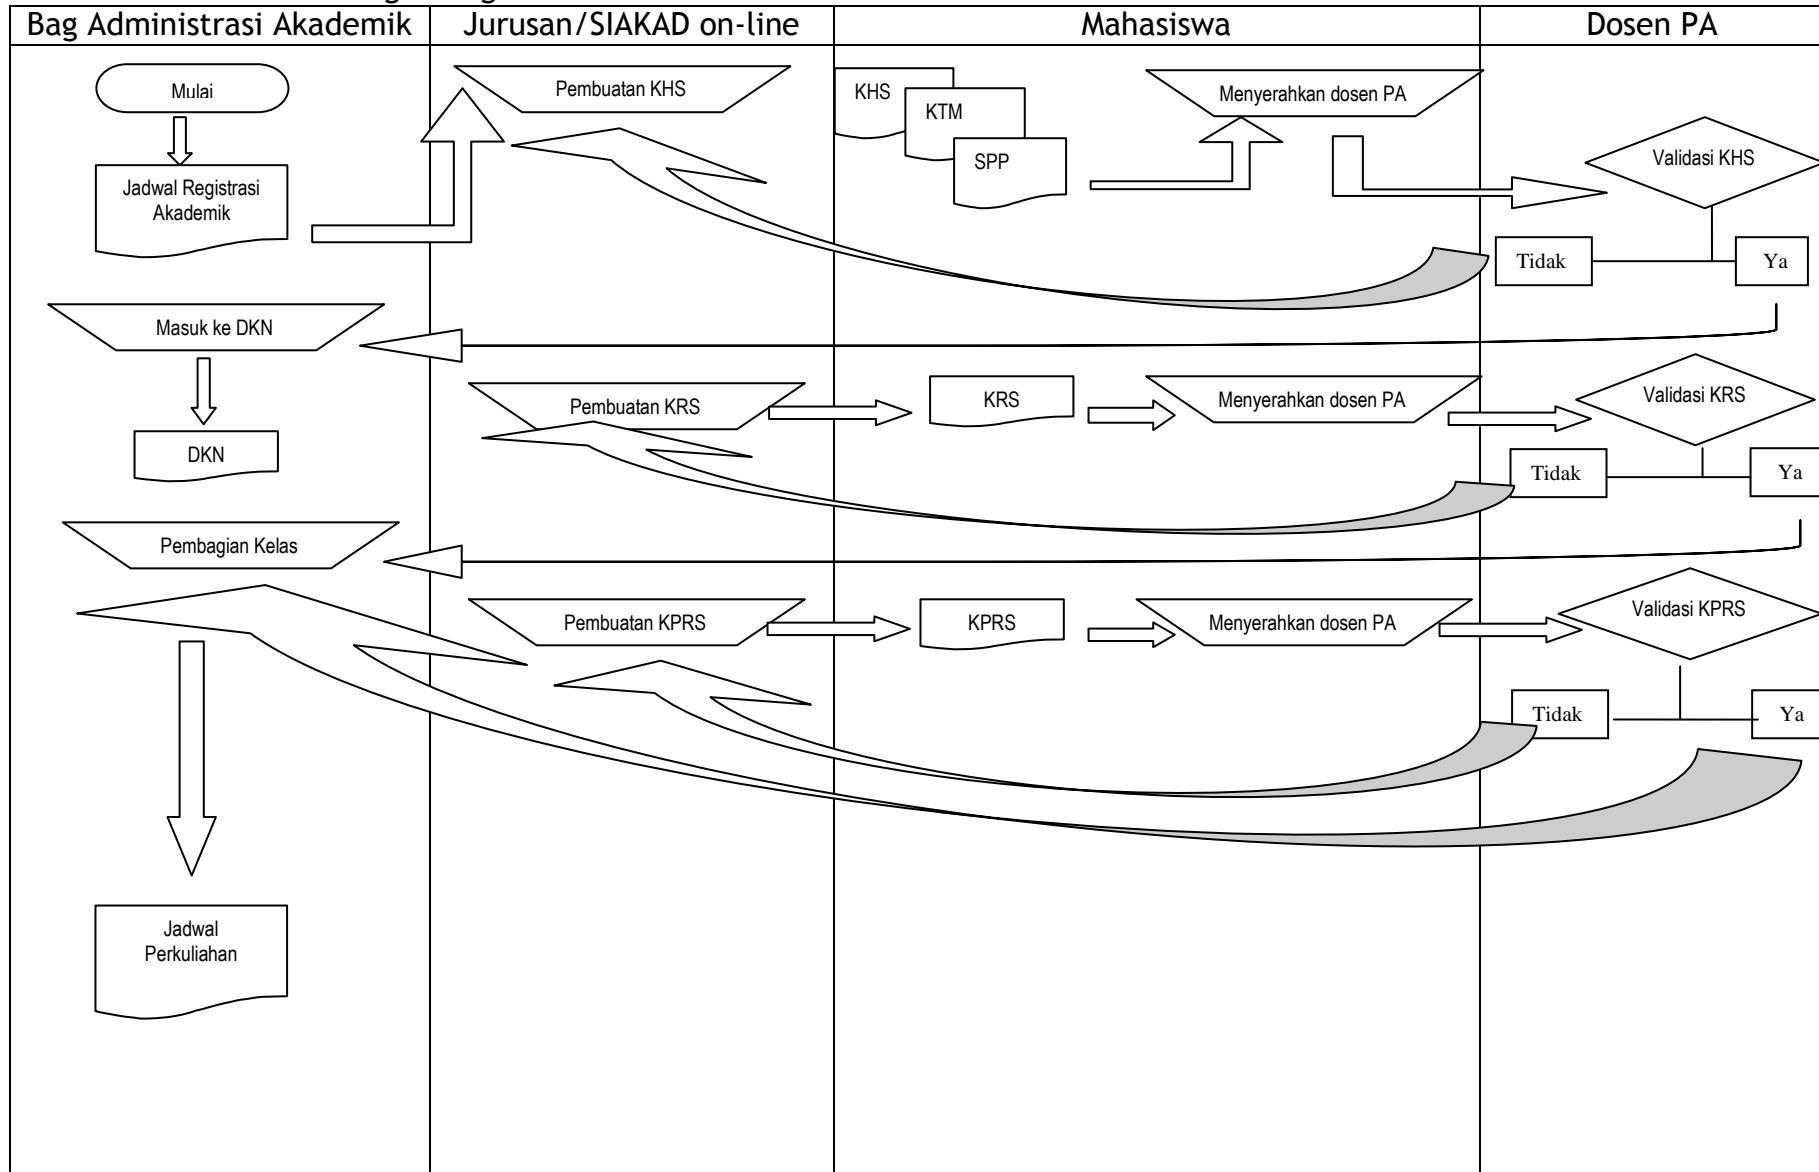 Bag Administrasi Akademik
Jurusan/SIAKAD on-line
Mahasiswa
Dosen PA
Mulai
Pembuatan KHS
KHS
KTM
SPP
Menyerahkan dosen PA
Validasi KHS
Jadwal Registrasi
Akademik
Tidak
Ya
Masuk ke DKN
Pembuatan KRS
KRS
Menyerahkan dosen PA
Validasi KRS
DKN
Tidak
Ya
Pembagian Kelas
Pembuatan KPRS
KPRS
Menyerahkan dosen PA
Validasi KPRS
Tidak
Ya
Jadwal
Perkuliahan